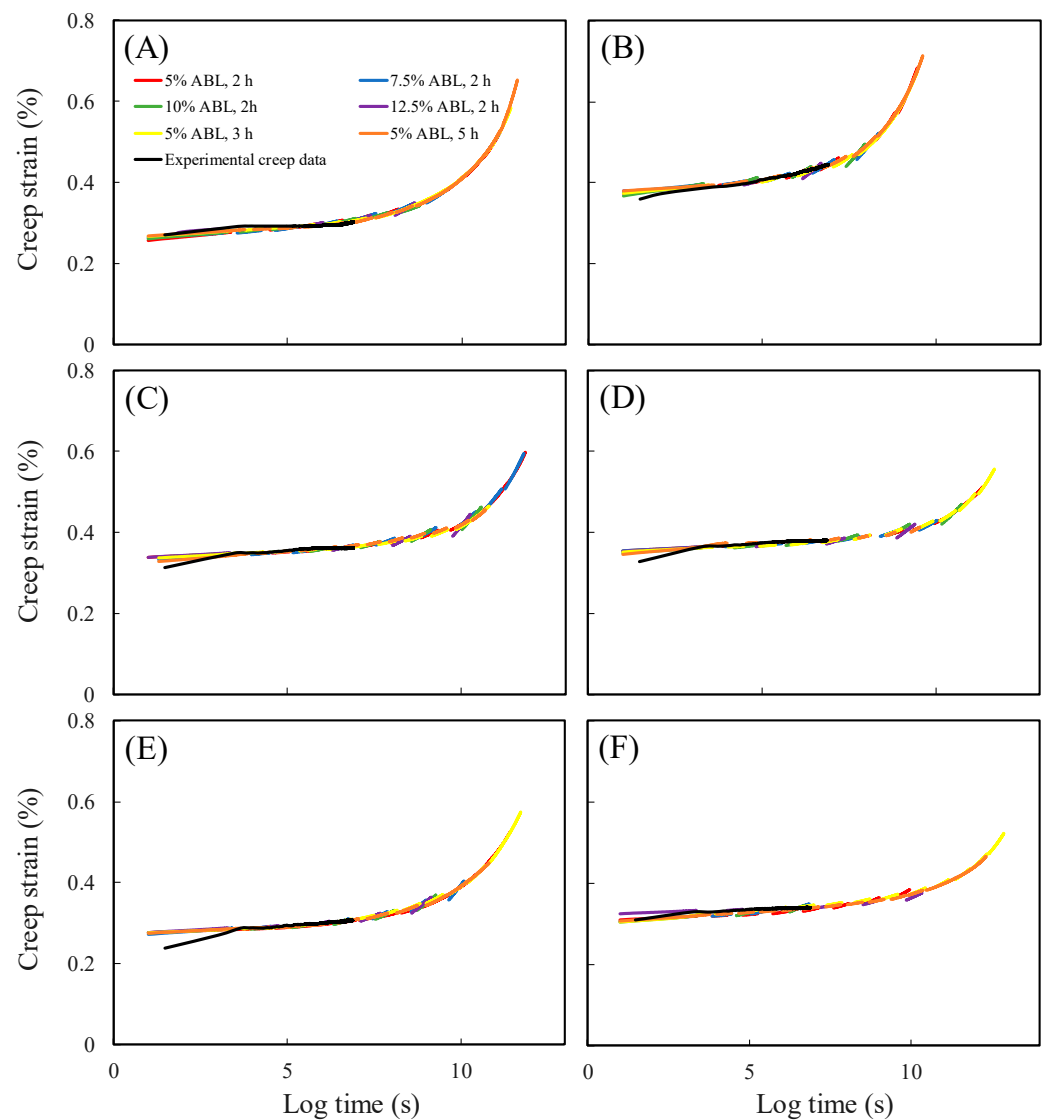 0.8
(A)
(B)
5% ABL, 2 h
7.5% ABL, 2 h
0.6
10% ABL, 2h
12.5% ABL, 2 h
5% ABL, 3 h
5% ABL, 5 h
Experimental creep data
Creep strain (%)
0.4
0.2
0
0.8
(C)
(D)
0.6
Creep strain (%)
0.4
0.2
0
0.8
(E)
(F)
0.6
Creep strain (%)
0.4
0.2
0
0
5
10
0
5
10
Log time (s)
Log time (s)